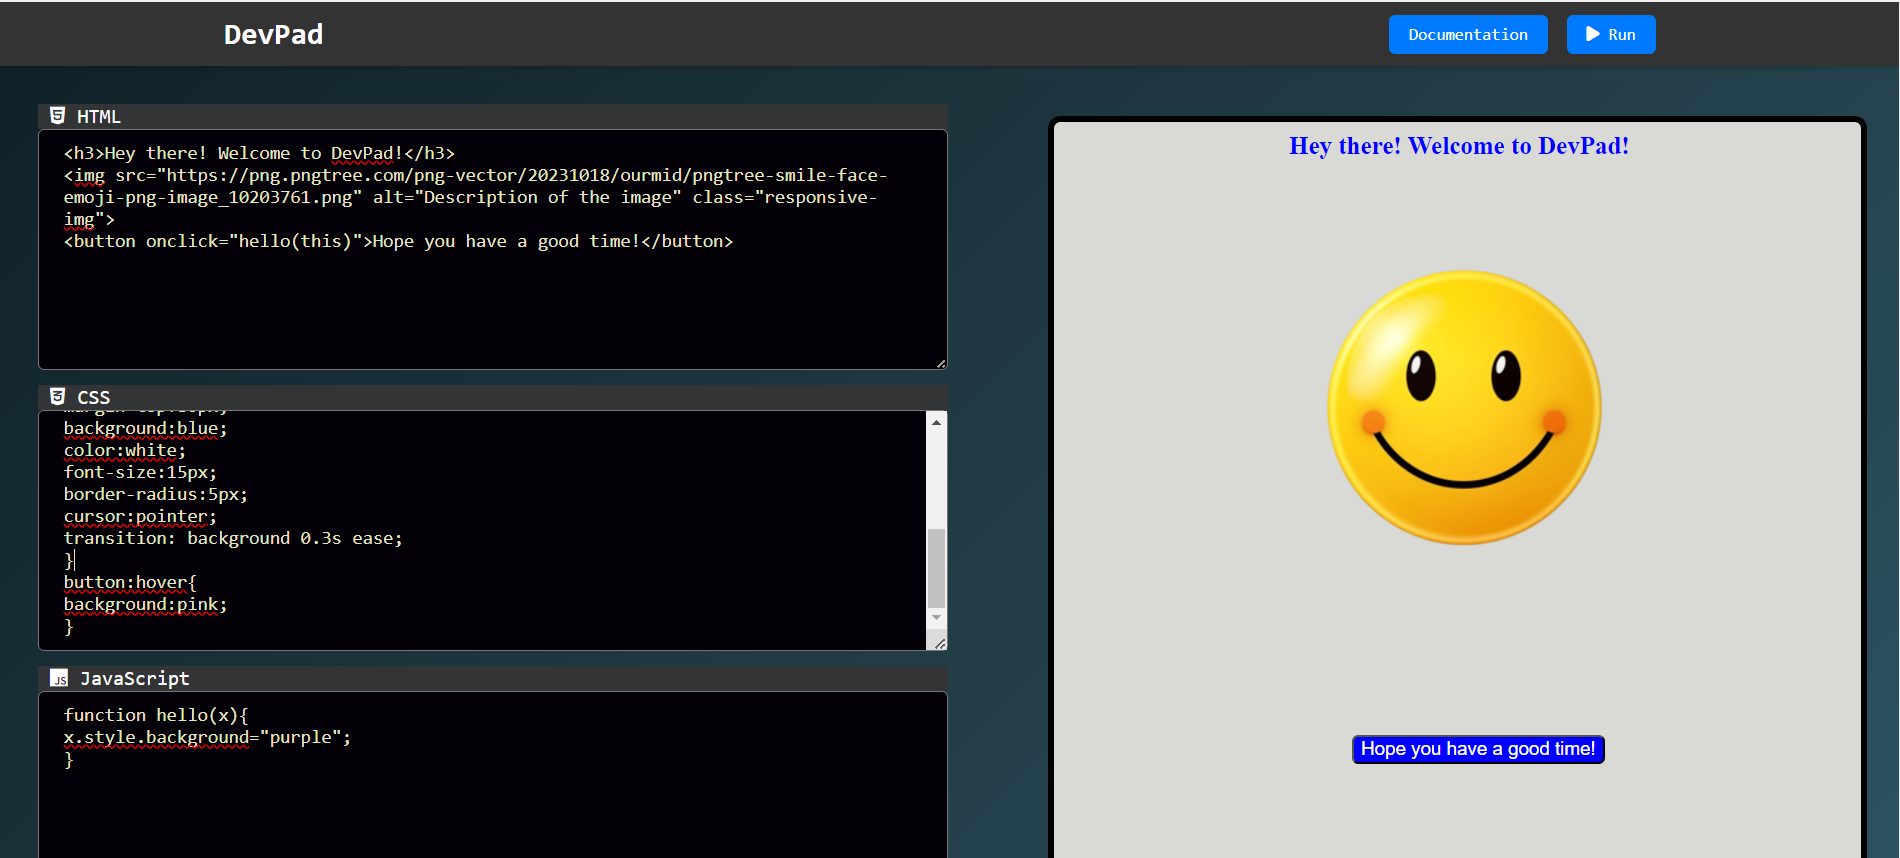 DevPad
Documentation
Run
HTML
<h3>Hey there! Welcome to DevPad!</h3>
<img src="https://png.pngtree.com/png-vector/20231018/ourmid/pngtree-smile-face-
emoji-png-image_10203761.png" alt="Description of the image" class="responsive-
img">
<button onclick="hello(this)">Hope you have a good time!</button>
CSS
background:blue;
color:white;
font-size:15px;
border-radius:5px;
cursor:pointer;
transition: background 0.3s ease;
}
button:hover{
background:pink;
}
JS
JavaScript
function hello(x){
x.style.background="purple";
}
Hey there! Welcome to DevPad!
Hope you have a good time!